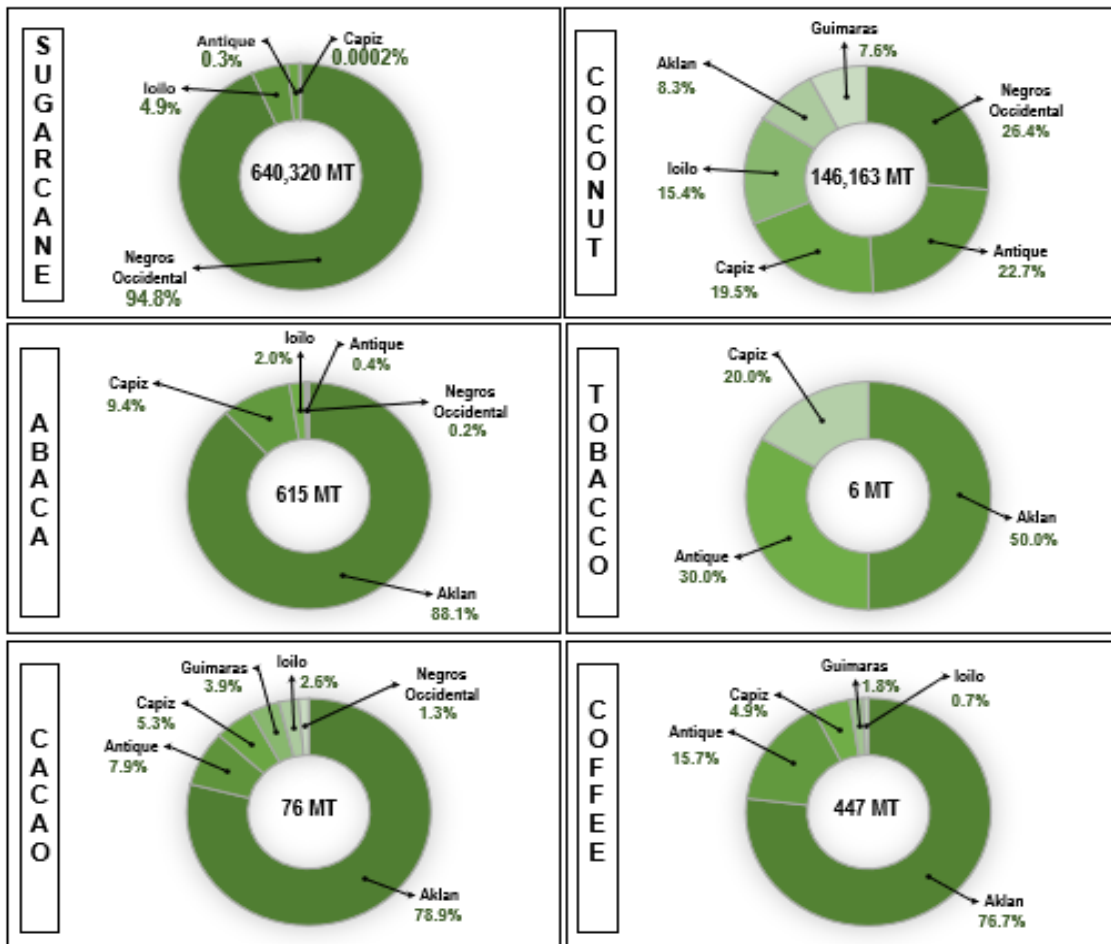 SUGARCANE
Antique
0.3%
Capiz
0.0002%
Ioilo
4.9%
640,320 MT
Negros
Occidental
94.8%
COCONUT
Guimaras
7.6%
Aklan
8.3%
Negros
Occidental
26.4%
Ioilo
15.4%
146,163 MT
Antique
22.7%
Capiz
19.5%
ABACA
Ioilo
2.0%
Antique
0.4%
Capiz
9.4%
Negros
Occidental
0.2%
615 MT
Aklan
88.1%
TOBACCO
Capiz
20.0%
6 MT
Aklan
50.0%
Antique
30.0%
CACAO
Guimaras
3.9%
Ioilo
2.6%
Negros
Occidental
1.3%
Capiz
5.3%
Antique
7.9%
76 MT
Aklan
78.9%
COFFEE
Guimaras
1.8%
Ioilo
0.7%
Capiz
4.9%
Antique
15.7%
447 MT
Aklan
76.7%